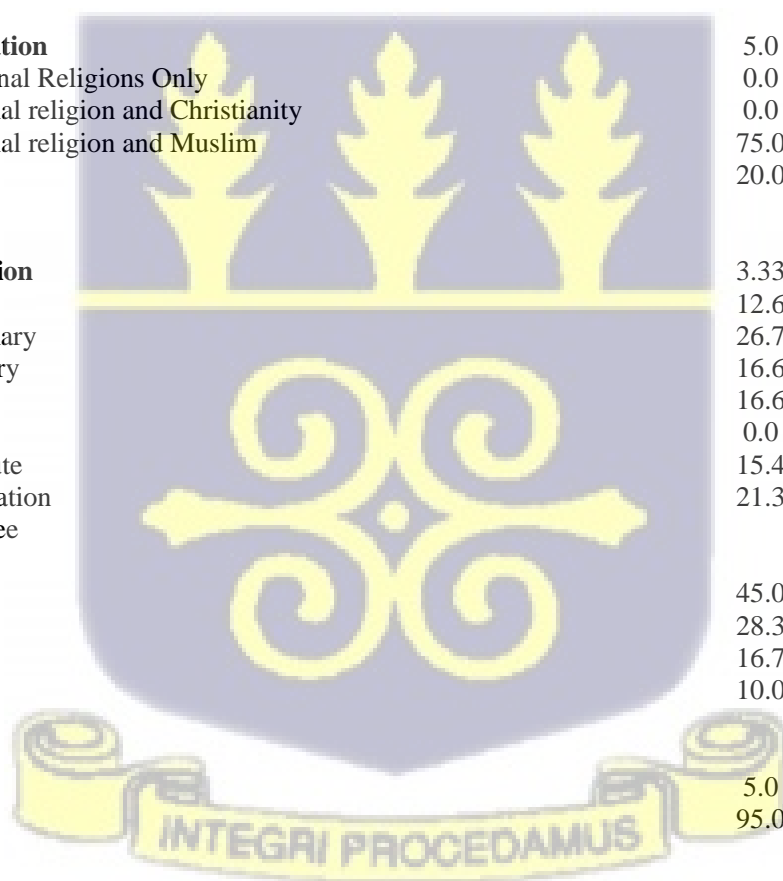 ation 5.0
nal Religions Only 0.0
al religion and Christianity 0.0
al religion and Muslim 75.0
20.0
ion 3.33
12.6
ary 26.7
ry 16.6
16.6
0.0
te 15.4
ation 21.3
ee
45.0
28.3
16.7
10.0
5.0
95.0
INTEGRI PROCEDAMUS